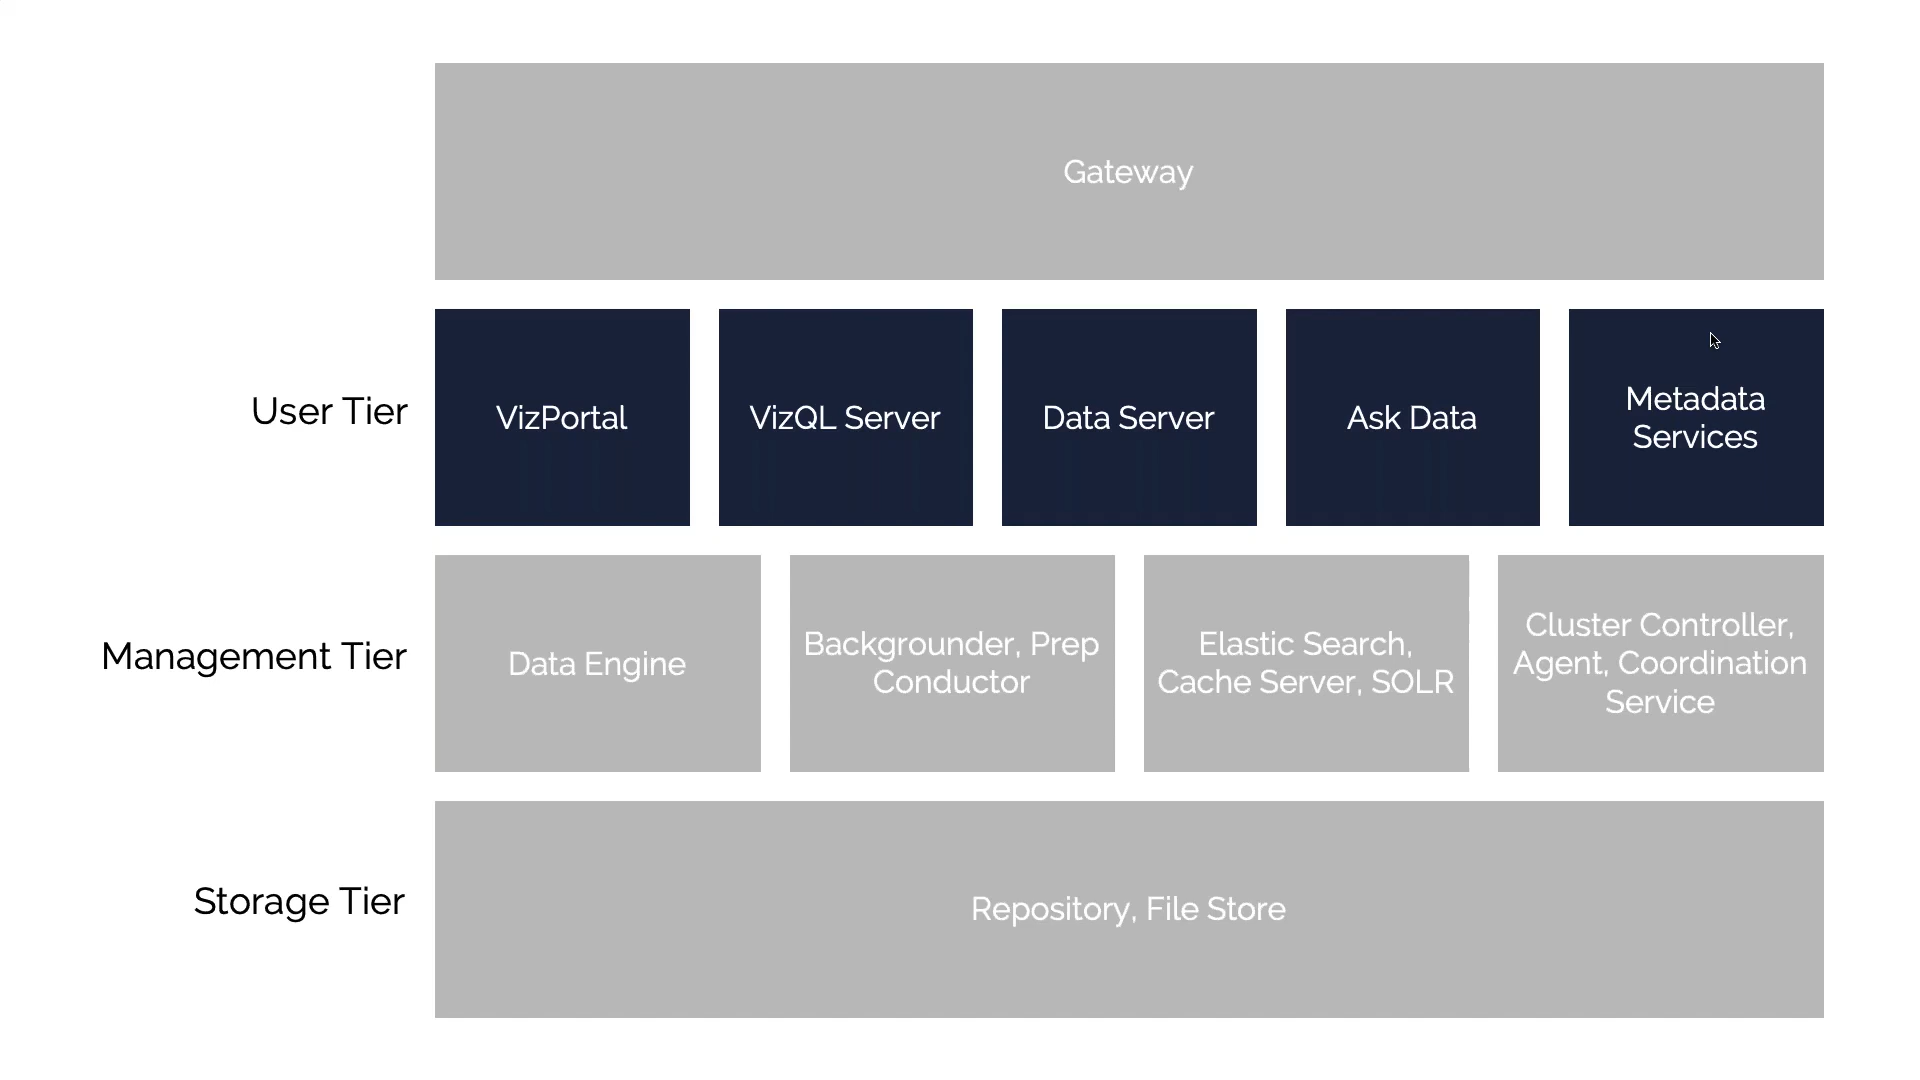 Gateway
User Tier
VizPortal
VizQL Server
Data Server
Ask Data
Metadata
Services
Management Tier
Data Engine
Backgrounder, Prep
Conductor
Elastic Search,
Cache Server, SOLR
Cluster Controller,
Agent, Coordination
Service
Storage Tier
Repository, File Store